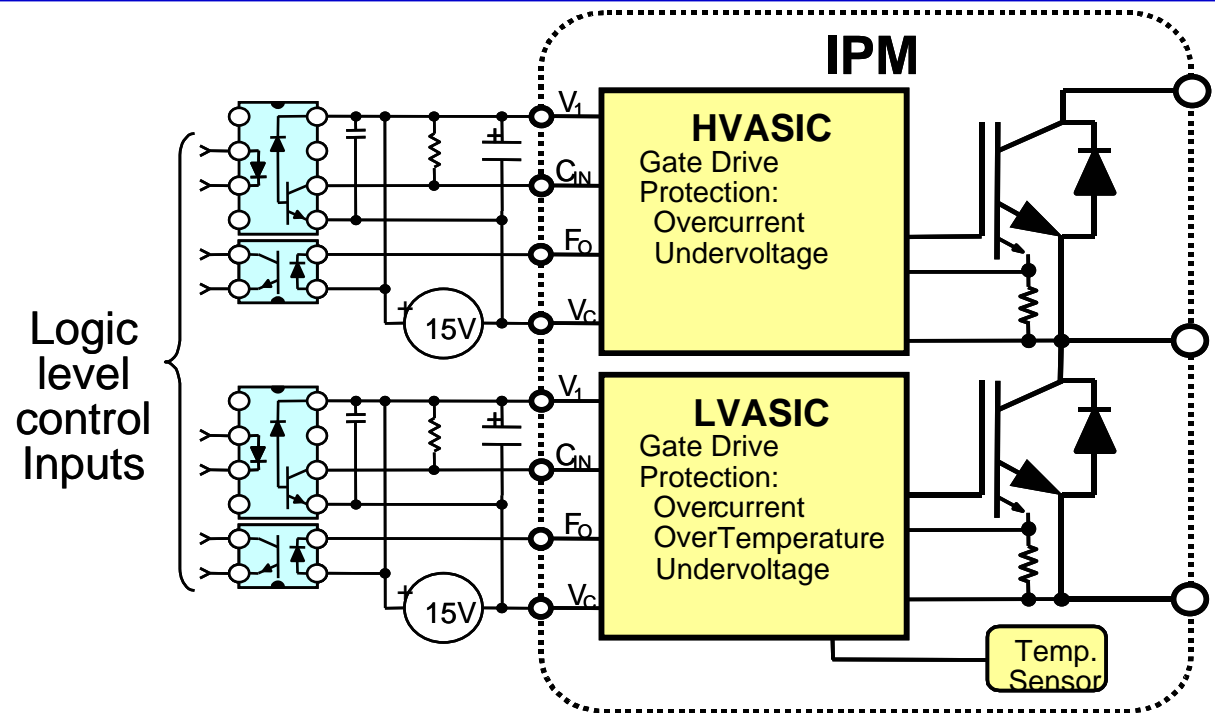 IPM
V1
CIN
FO
VC
+
+
15V
HVASIC
Gate Drive
Protection:
Overcurrent
Undervoltage
Logic
level
control
Inputs
V1
CIN
FO
VC
+
+
15V
LVASIC
Gate Drive
Protection:
Overcurrent
OverTemperature
Undervoltage
Temp.
Sensor